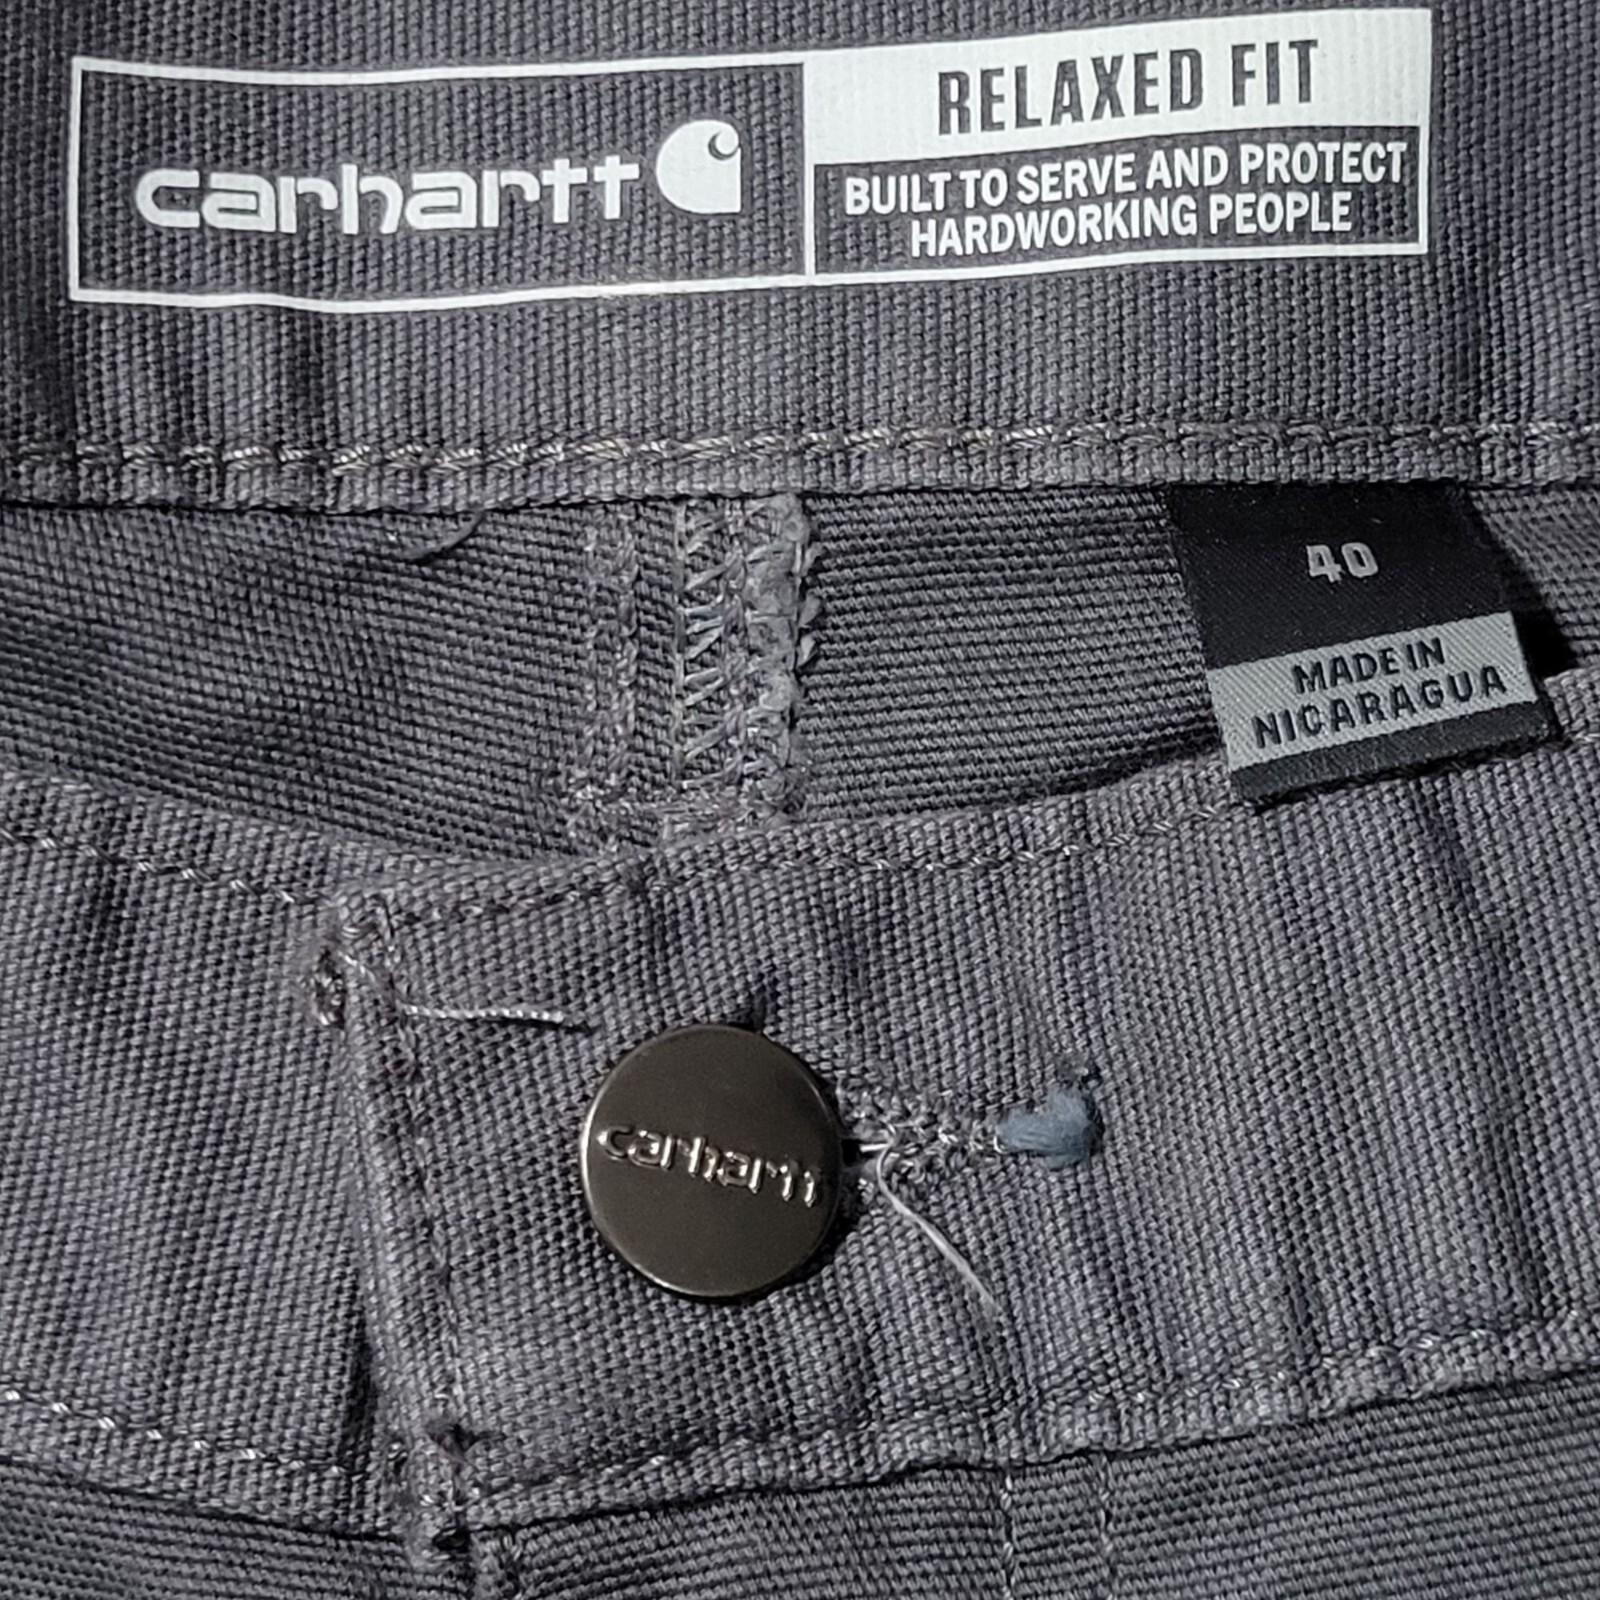 carhartt
RELAXED FIT
BUILT TO SERVE AND PROTECT
HARDWORKING PEOPLE
40
MADE IN
NICARAGUA
carhartt